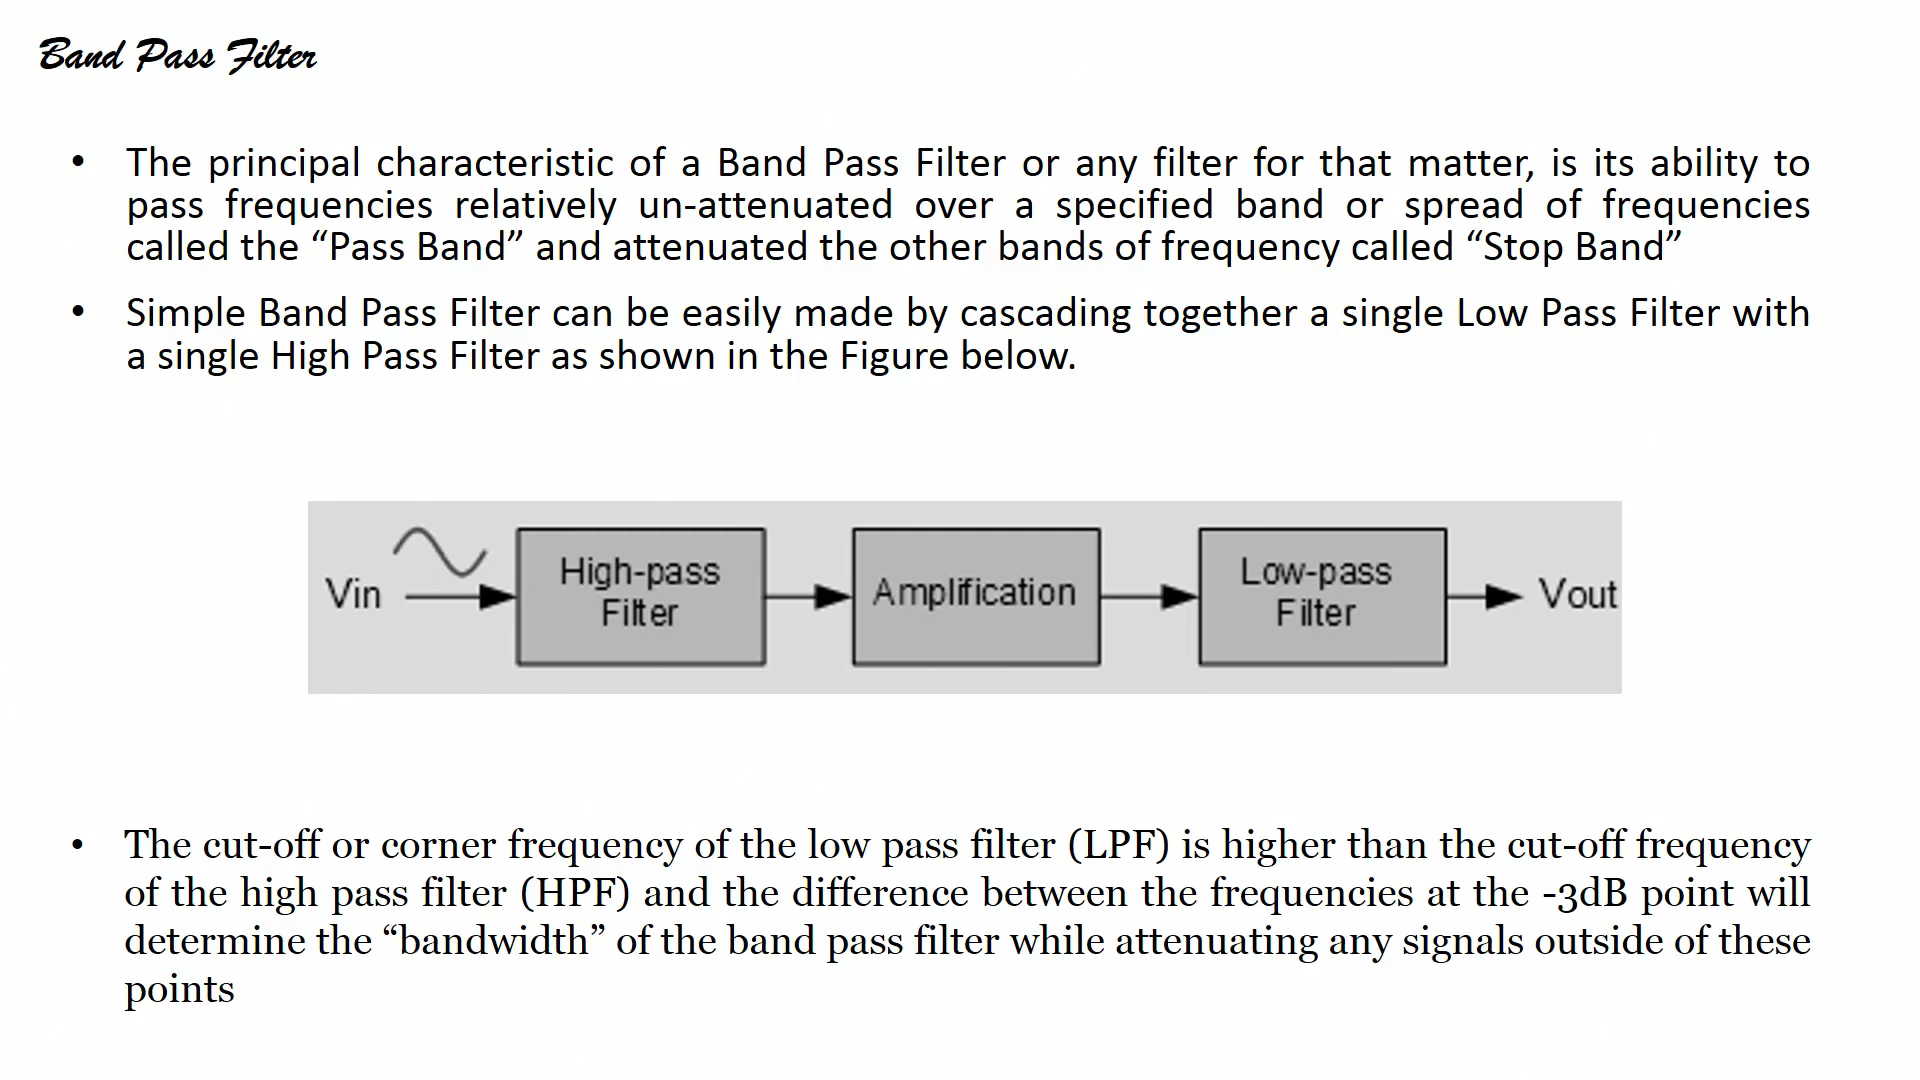 Band Pass Filter
• The principal characteristic of a Band Pass Filter or any filter for that matter, is its ability to
pass frequencies relatively un-attenuated over a specified band or spread of frequencies
called the “Pass Band” and attenuated the other bands of frequency called “Stop Band”
• Simple Band Pass Filter can be easily made by cascading together a single Low Pass Filter with
a single High Pass Filter as shown in the Figure below.
Vin
High-pass
Filter
Amplification
Low-pass
Filter
Vout
• The cut-off or corner frequency of the low pass filter (LPF) is higher than the cut-off frequency
of the high pass filter (HPF) and the difference between the frequencies at the -3dB point will
determine the “bandwidth” of the band pass filter while attenuating any signals outside of these
points